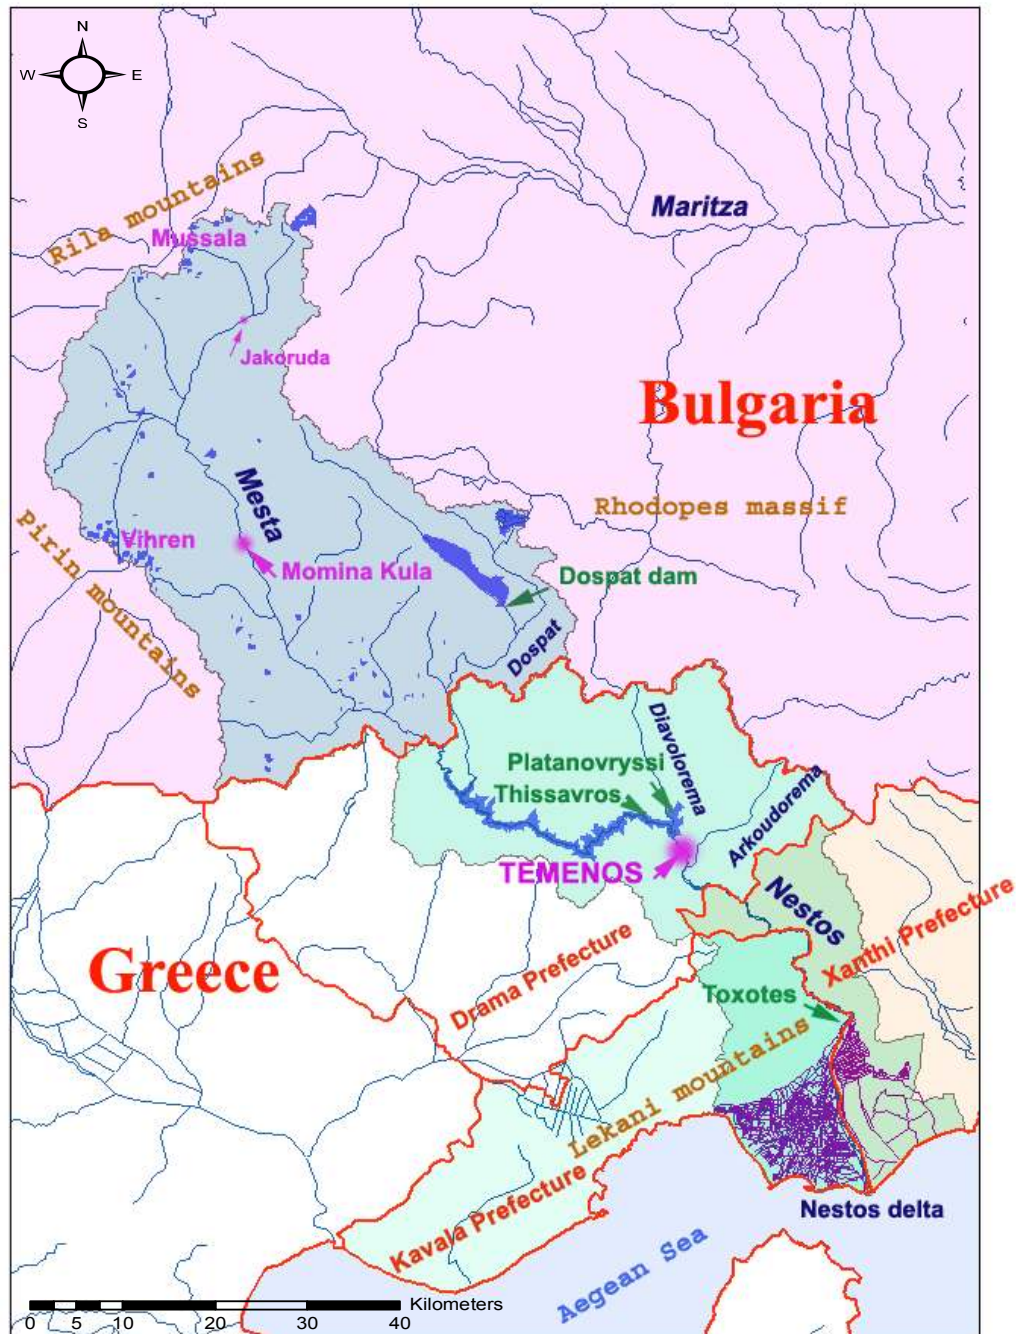 N
W E
S
Rila mountains
Maritza
Mussala
Jakoruda
Bulgaria
Mesta
Rhodopes massif
Pirin mountains
Vihren
Momina Kula
Dospat dam
Dospat
Diavolorema
Platanovryssi
Thissavros
Arkoudorema
TEMENOS
Nestos
Xanthi Prefecture
Greece
Drama Prefecture
Toxotes
Lekani mountains
Kavala Prefecture
Nestos delta
Aegean Sea
Kilometers
0 5 10 20 30 40